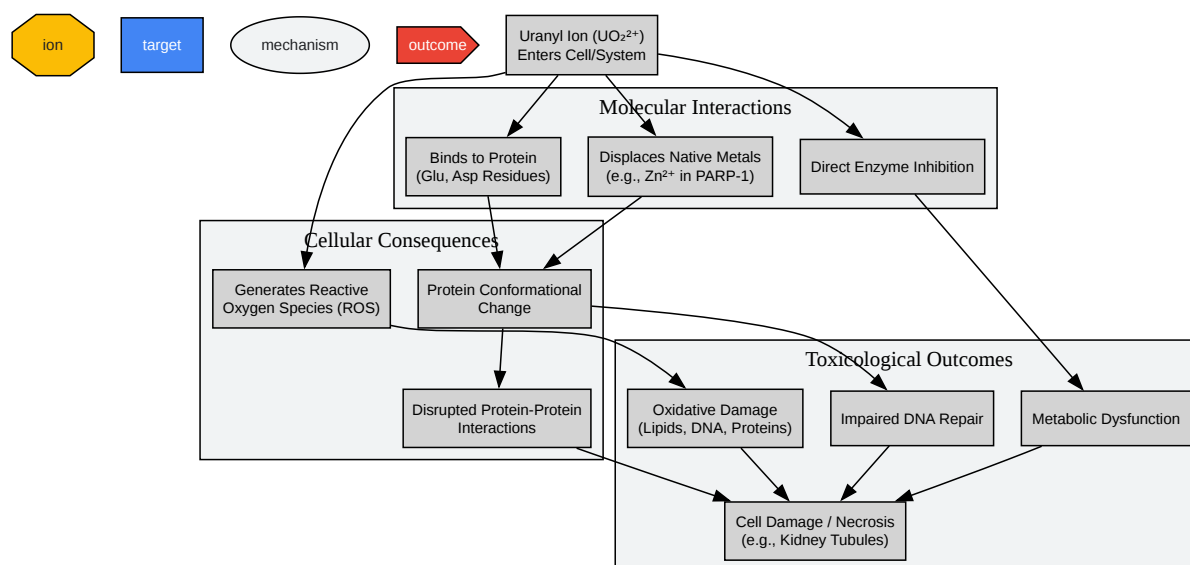 ion
target
mechanism
outcome
Uranyl Ion (UO₂²⁺)
Enters Cell/System
Molecular Interactions
Binds to Protein
(Glu, Asp Residues)
Displaces Native Metals
(e.g., Zn²⁺ in PARP-1)
Direct Enzyme Inhibition
Cellular Consequences
Generates Reactive
Oxygen Species (ROS)
Protein Conformational
Change
Disrupted Protein-Protein
Interactions
Toxicological Outcomes
Oxidative Damage
(Lipids, DNA, Proteins)
Impaired DNA Repair
Metabolic Dysfunction
Cell Damage / Necrosis
(e.g., Kidney Tubules)